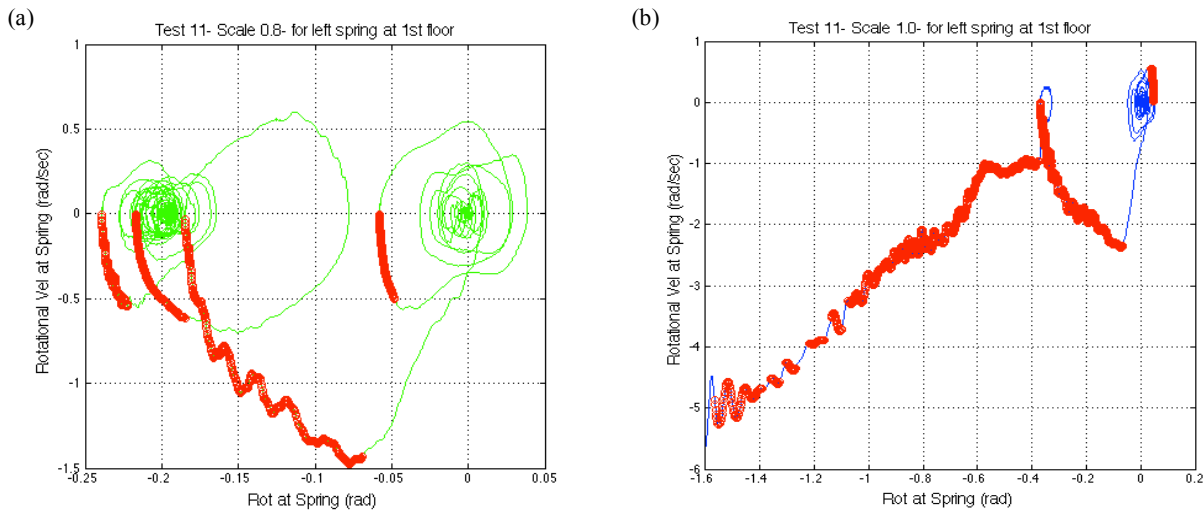 (a)
Test 11- Scale 0.8- for left spring at 1st floor
Rotational Vel at Spring (rad/sec)
1
0.5
0
-0.5
-1
-1.5
-0.25 -0.2 -0.15 -0.1 -0.05 0 0.05
Rot at Spring (rad)
(b)
Test 11- Scale 1.0- for left spring at 1st floor
Rotational Vel at Spring (rad/sec)
1
0
-1
-2
-3
-4
-5
-6
-1.6 -1.4 -1.2 -1 -0.8 -0.6 -0.4 -0.2 0 0.2
Rot at Spring (rad)